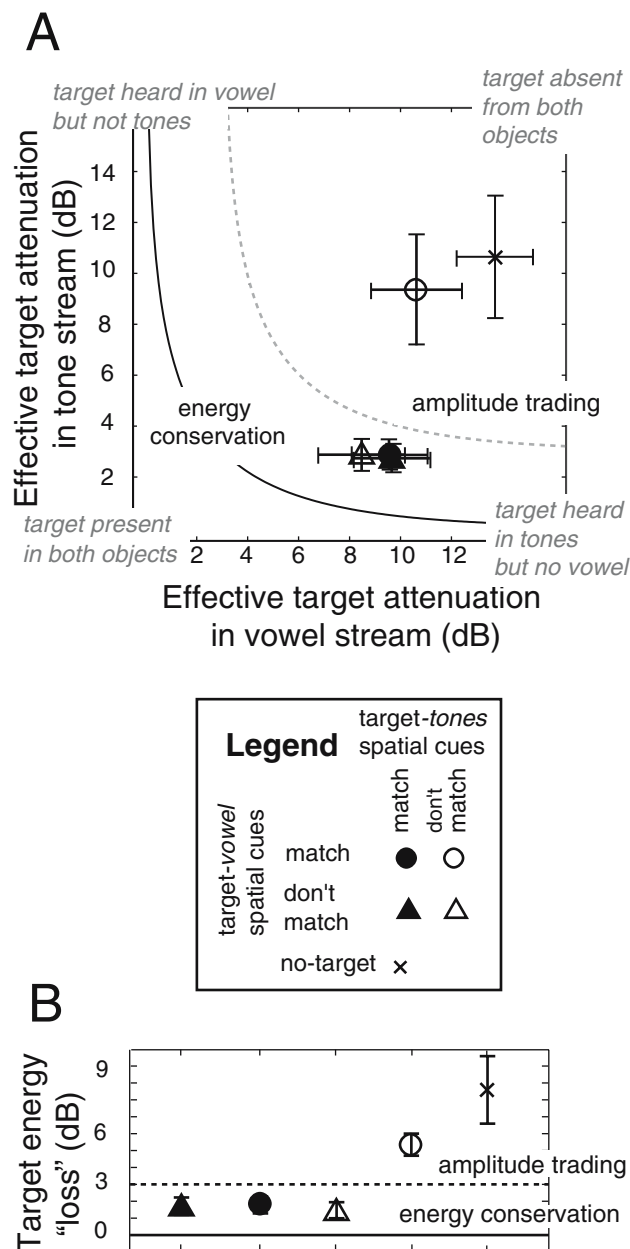 A
target heard in vowel
but not tones
target absent
from both
objects
Effective target attenuation
in tone stream (dB)
14
12
10
8
6
4
2
energy
conservation
amplitude trading
target present
in both objects
target heard
in tones
but no vowel
2 4 6 8 10 12
Effective target attenuation
in vowel stream (dB)
Legend
target-tones
spatial cues
match
don't
match
target-vowel
spatial cues
match
don't
match
no-target
B
Target energy
“loss” (dB)
9
6
3
0
amplitude trading
energy conservation